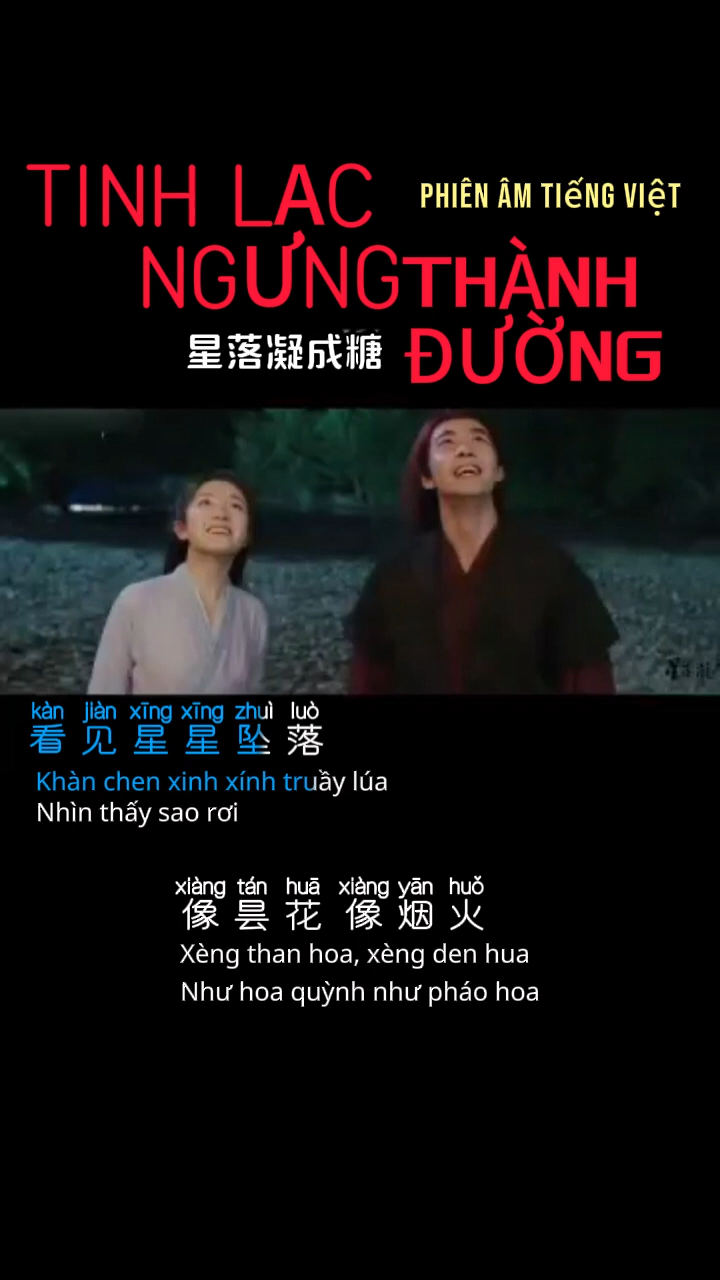 TINH LẠC
PHIÊN ÂM TIếNG VIệT
NGƯNG THÀNH
星落凝成糖 ĐƯỜNG
kàn jiàn xīng xīng zhuì luò
看见星星坠落
Khàn chen xinh xính truầy lúa
Nhìn thấy sao rơi
xiàng tán huā xiàng yān huǒ
像昙花像烟火
Xèng than hoa, xèng den hua
Như hoa quỳnh như pháo hoa